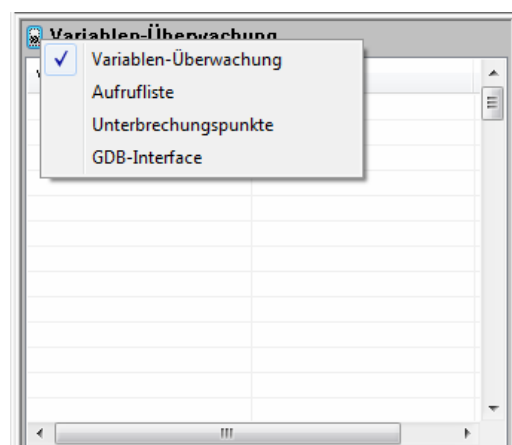 Variablen-Überwachung
Variablen-Überwachung
Aufrufliste
Unterbrechungspunkte
GDB-Interface